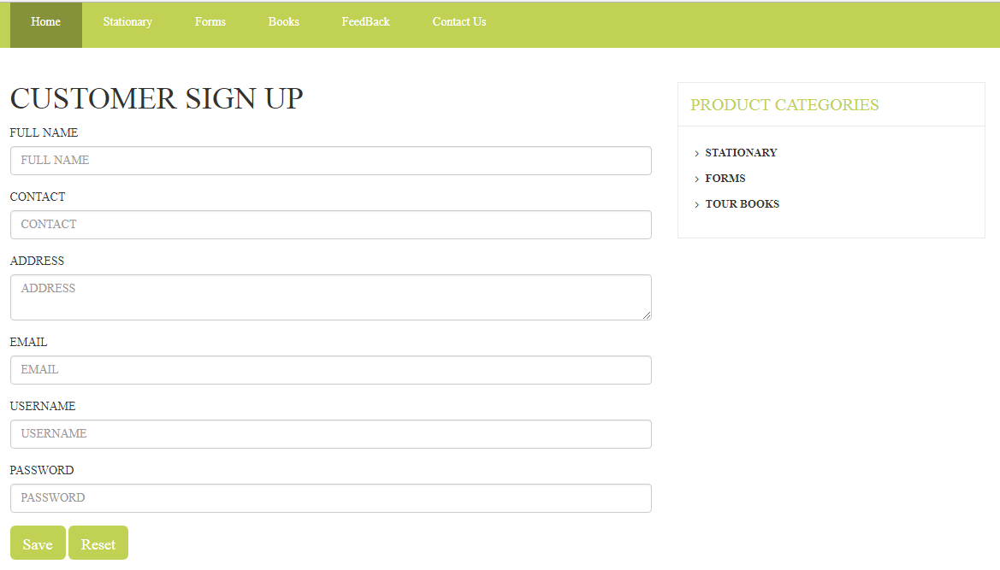 Home Stationary Forms Books FeedBack Contact Us
CUSTOMER SIGN UP
FULL NAME
FULL NAME
CONTACT
CONTACT
ADDRESS
ADDRESS
EMAIL
EMAIL
USERNAME
USERNAME
PASSWORD
PASSWORD
Save Reset
PRODUCT CATEGORIES
STATIONARY
FORMS
TOUR BOOKS